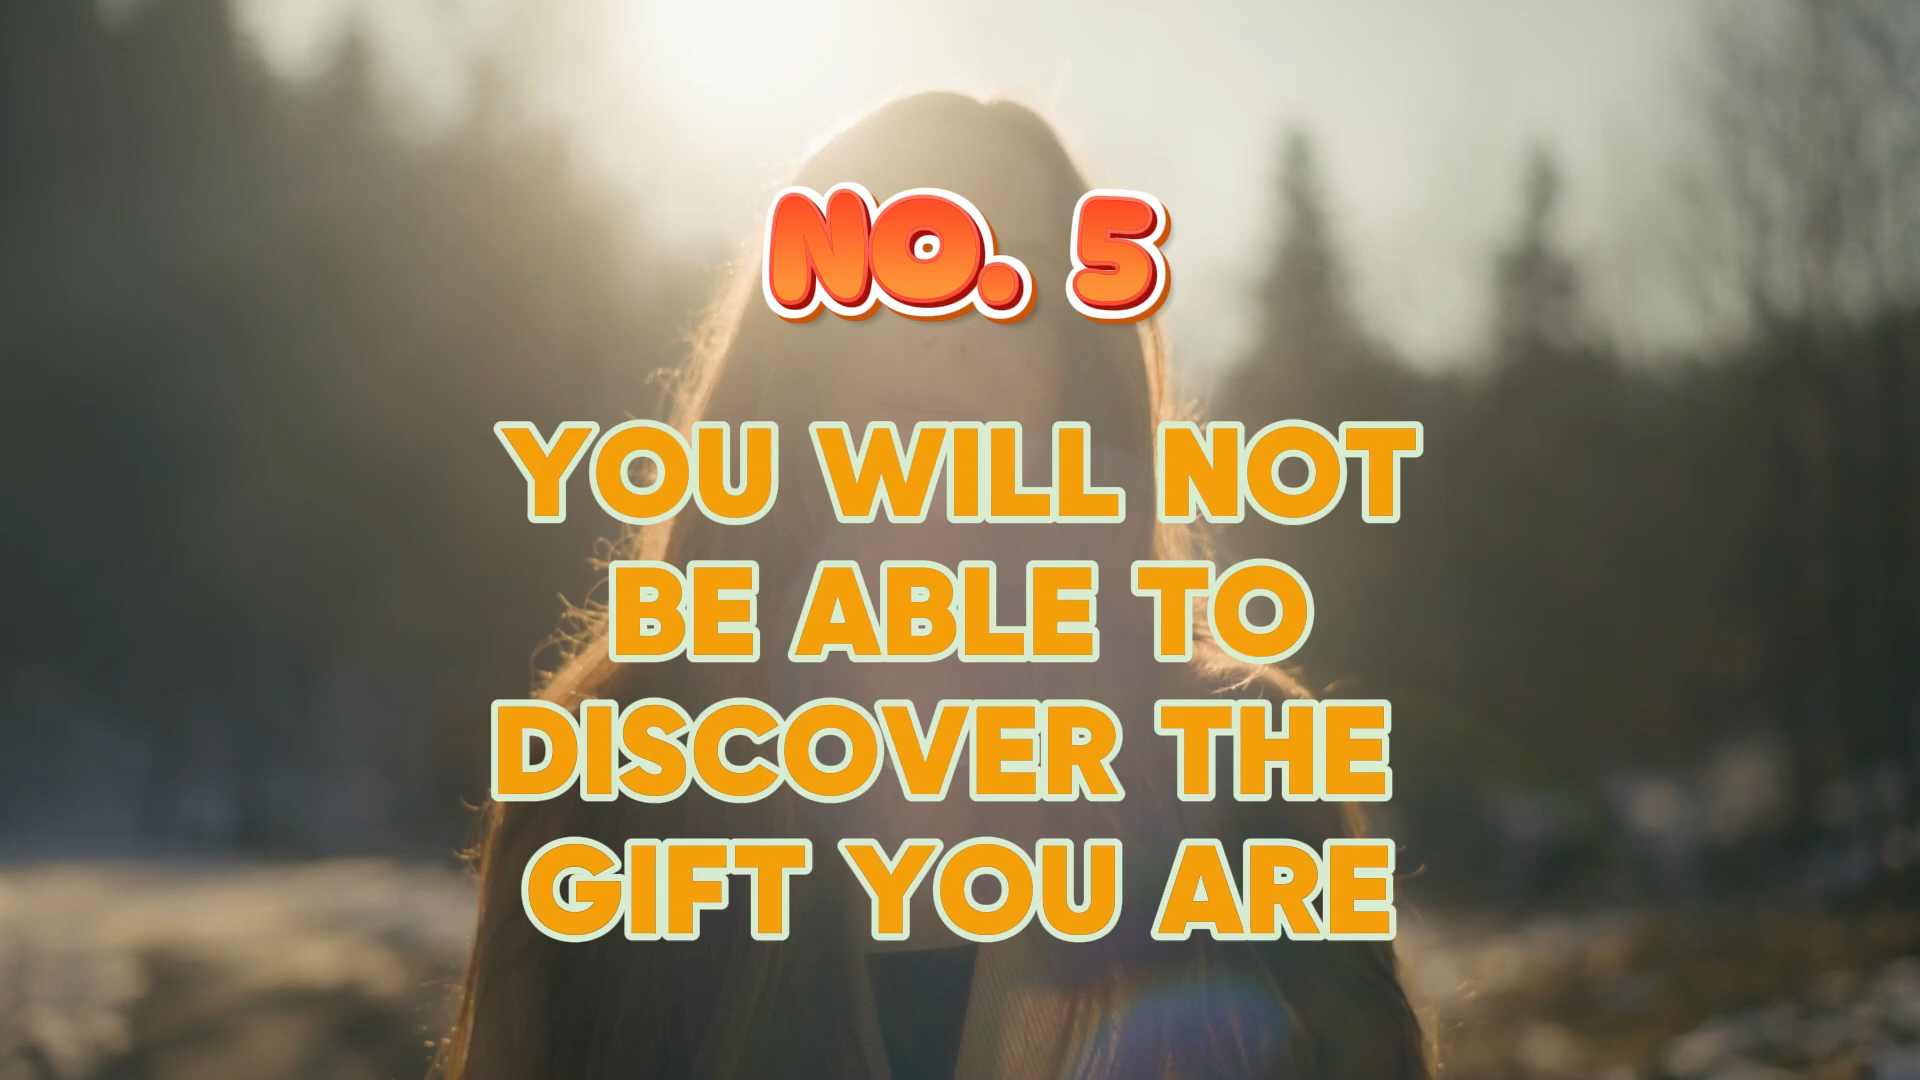 NO. 5
YOU WILL NOT
BE ABLE TO
DISCOVER THE
GIFT YOU ARE